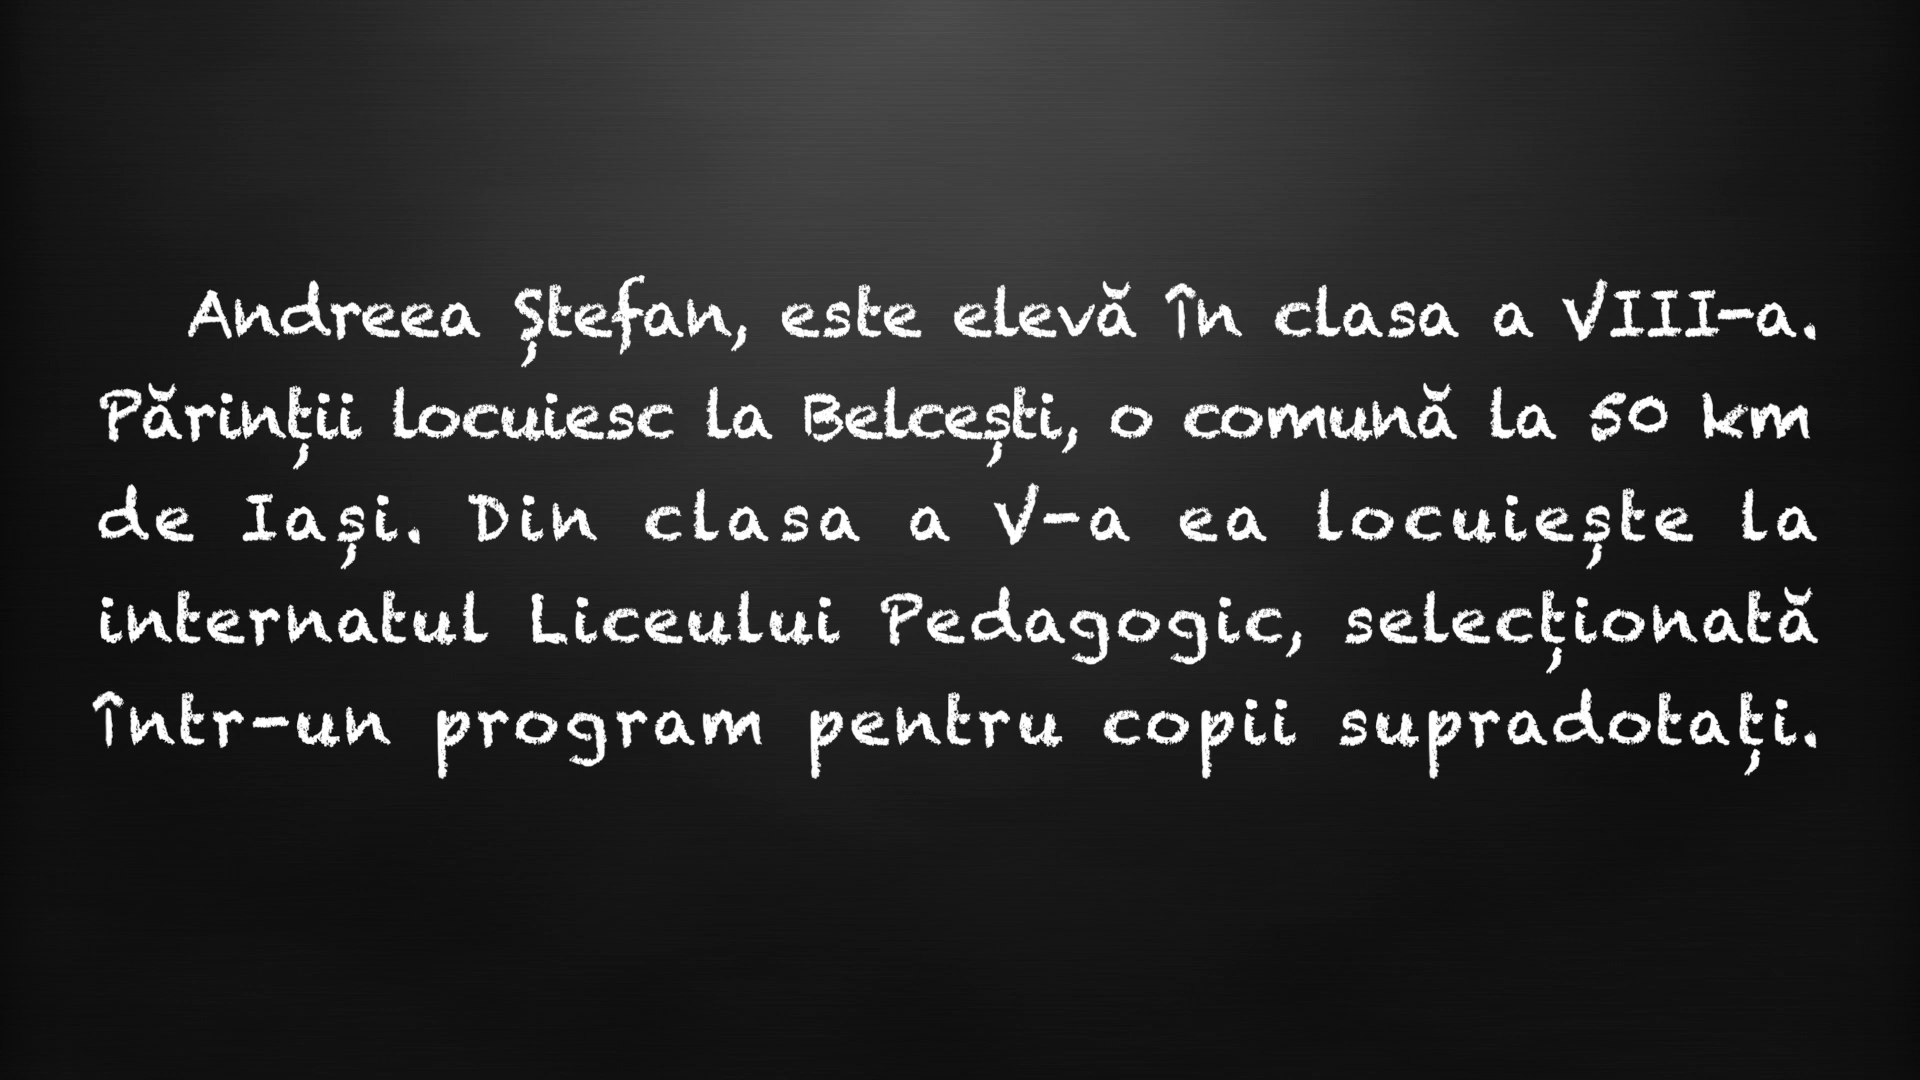 Andreea Ștefan, este elevă în clasa a VIII-a.
Părinții locuiesc la Belcești, o comună la 50 km
de Iași. Din clasa a V-a ea locuiește la
internatul Liceului Pedagogic, selecționată
într-un program pentru copii supradotați.